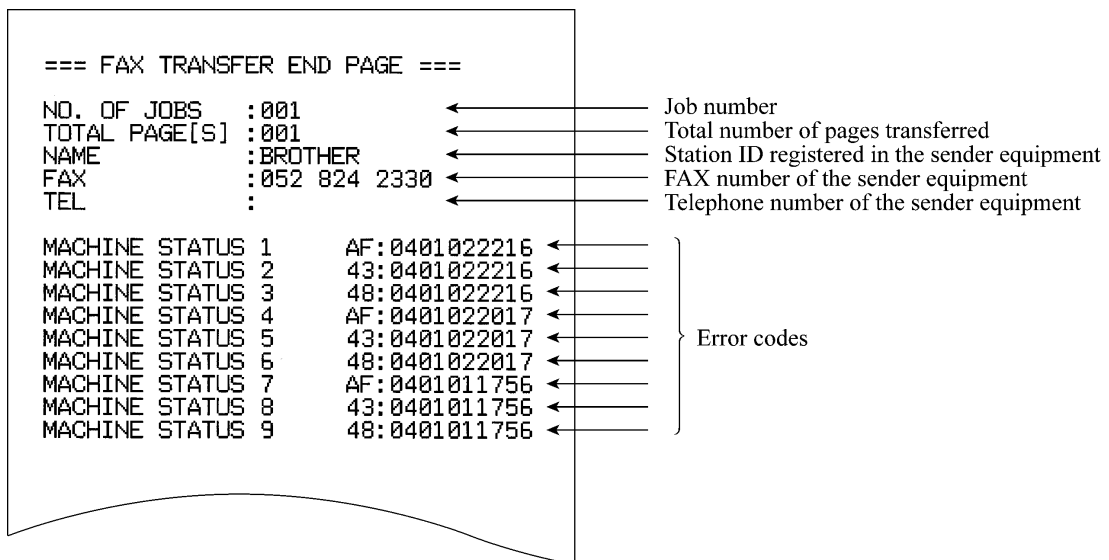 === FAX TRANSFER END PAGE ===
NO. OF JOBS :001 Job number
TOTAL PAGE[S] :001 Total number of pages transferred
NAME :BROTHER Station ID registered in the sender equipment
FAX :052 824 2330 FAX number of the sender equipment
TEL : Telephone number of the sender equipment
MACHINE STATUS 1 AF:0401022216
MACHINE STATUS 2 43:0401022216
MACHINE STATUS 3 48:0401022216
MACHINE STATUS 4 AF:0401022017
MACHINE STATUS 5 43:0401022017
MACHINE STATUS 6 48:0401022017
MACHINE STATUS 7 AF:0401011756
MACHINE STATUS 8 43:0401011756
MACHINE STATUS 9 48:0401011756
Error codes